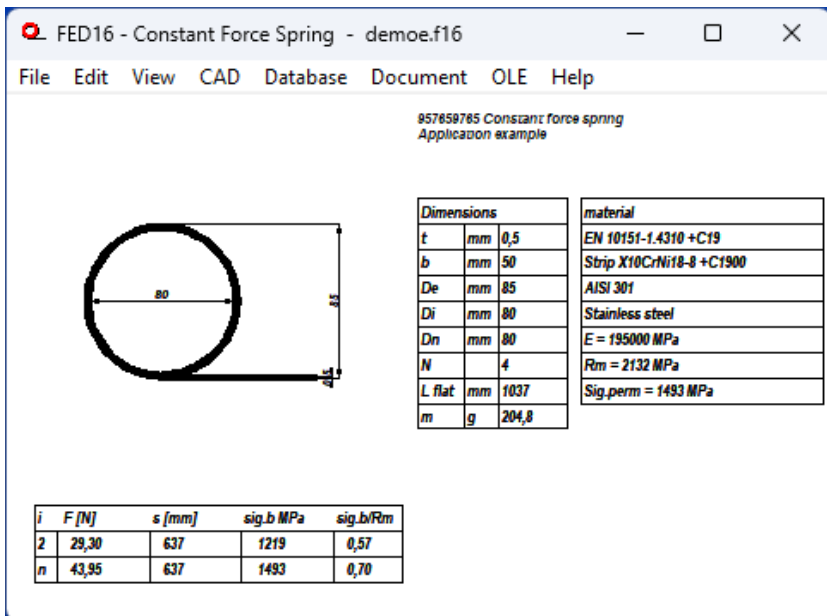 FED16 - Constant Force Spring - demoe.f16
File Edit View CAD Database Document OLE Help
957659765 Constant force spring
Application example
80
85
Dimensions
t mm 0,5
b mm 50
De mm 85
Di mm 80
Dn mm 80
N 4
L flat mm 1037
m g 204,8
material
EN 10151-1.4310 +C19
Strip X10CrNi18-8 +C1900
AISI 301
Stainless steel
E = 195000 MPa
Rm = 2132 MPa
Sig.perm = 1493 MPa
i F [N] s [mm] sig.b MPa sig.b/Rm
2 29,30 637 1219 0,57
n 43,95 637 1493 0,70